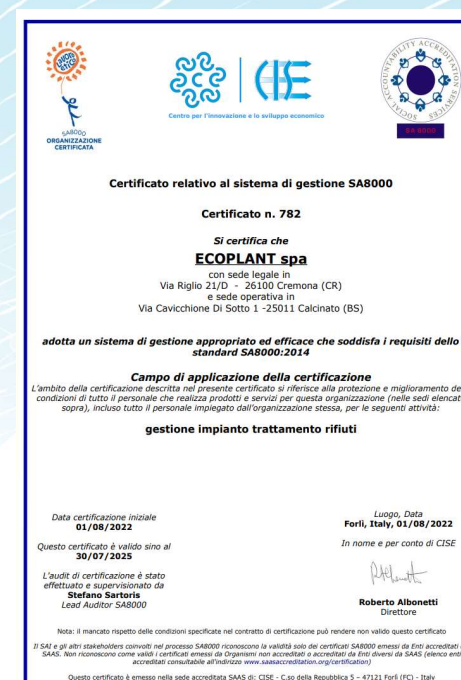 LAVORO
ETICO
SA8000
ORGANIZZAZIONE
CERTIFICATA
CISE
Centro per l'innovazione e lo sviluppo economico
SOCIAL ACCOUNTABILITY ACCREDITATION SERVICES
SA 8000
Certificato relativo al sistema di gestione SA8000
Certificato n. 782
Si certifica che
ECOPLANT spa
con sede legale in
Via Riglio 21/D - 26100 Cremona (CR)
e sede operativa in
Via Cavicchione Di Sotto 1 -25011 Calcinato (BS)
adotta un sistema di gestione appropriato ed efficace che soddisfa i requisiti dello
standard SA8000:2014
Campo di applicazione della certificazione
L'ambito della certificazione descritta nel presente certificato si riferisce alla protezione e miglioramento de
condizioni di tutto il personale che realizza prodotti e servizi per questa organizzazione (nelle sedi elencat
sopra), incluso tutto il personale impiegato dall'organizzazione stessa, per le seguenti attività:
gestione impianto trattamento rifiuti
Data certificazione iniziale
01/08/2022
Questo certificato è valido sino al
30/07/2025
L'audit di certificazione è stato
effettuato e supervisionato da
Stefano Sartoris
Lead Auditor SA8000
Luogo, Data
Forlì, Italy, 01/08/2022
In nome e per conto di CISE
Roberto Albonetti
Direttore
Nota: il mancato rispetto delle condizioni specificate nel contratto di certificazione può rendere non valido questo certificato
Il SAI e gli altri stakeholders coinvolti nel processo SA8000 riconoscono la validità solo dei certificati SA8000 emessi da Enti accreditati d
SAAS. Non riconoscono come validi i certificati emessi da Organismi non accreditati o accreditati da Enti diversi da SAAS (elenco enti
accreditati consultabile all'indirizzo www.saasaccreditation.org/certification)
Questo certificato è emesso nella sede accreditata SAAS di: CISE - C.so della Repubblica 5 – 47121 Forlì (FC) - Italy